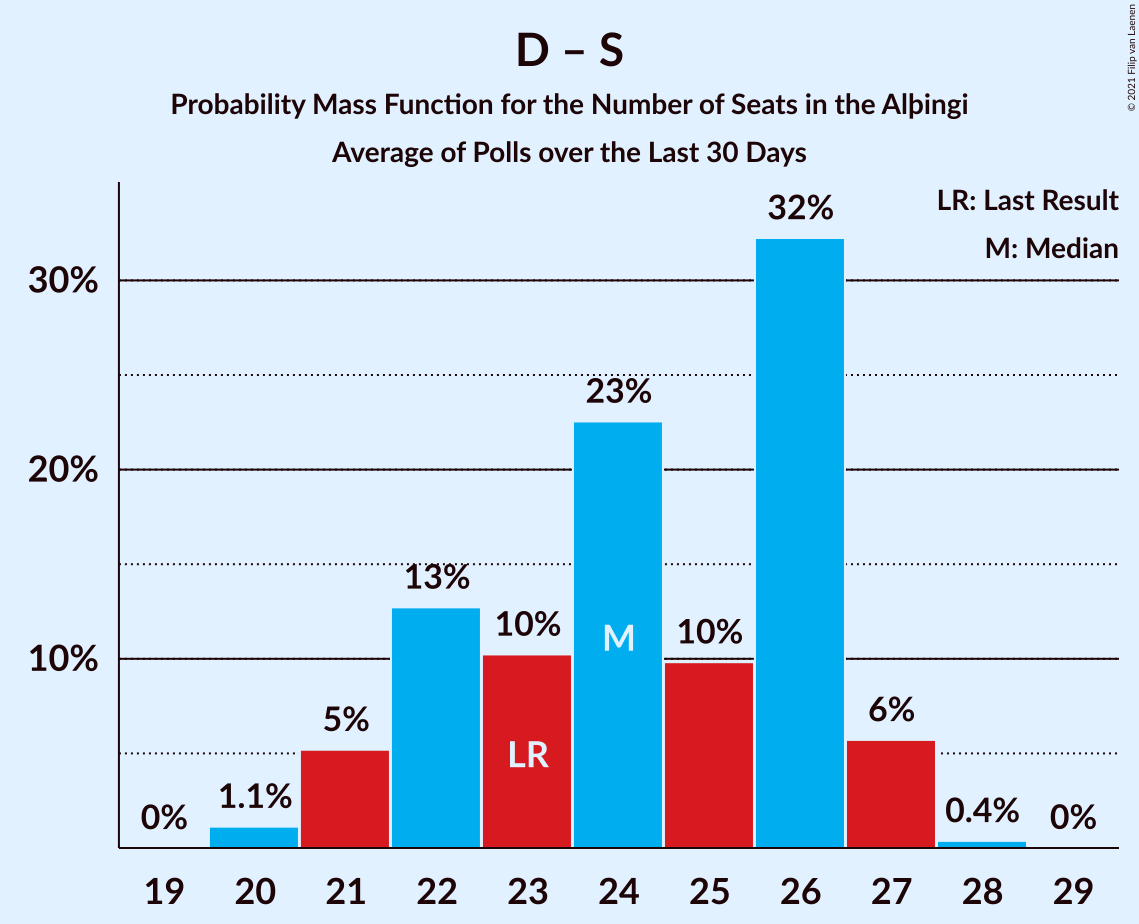 D – S
Probability Mass Function for the Number of Seats in the Alþingi
Average of Polls over the Last 30 Days
© 2021 Filip van Laenen
LR: Last Result
M: Median
30%
20%
10%
0%
1.1%
5%
13%
10%
23%
10%
32%
6%
0.4%
0%
LR
M
19 20 21 22 23 24 25 26 27 28 29